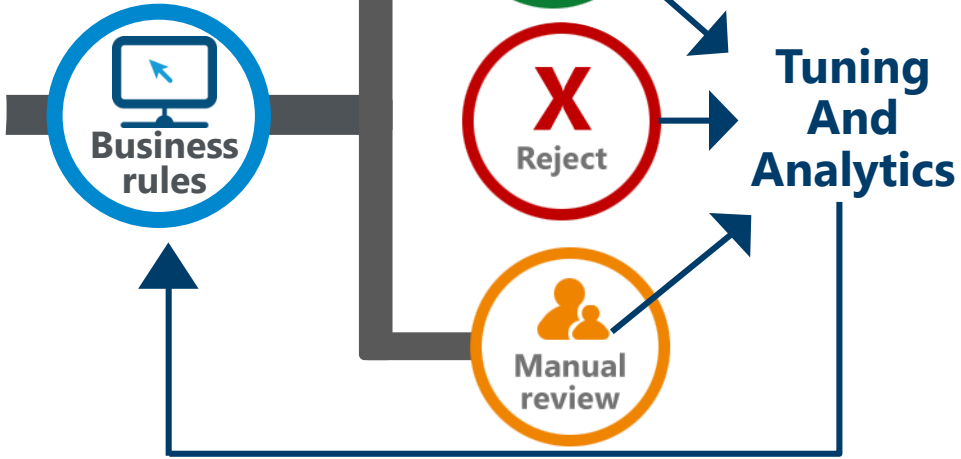 Business
rules
X
Reject
Tuning
And
Analytics
Manual
review